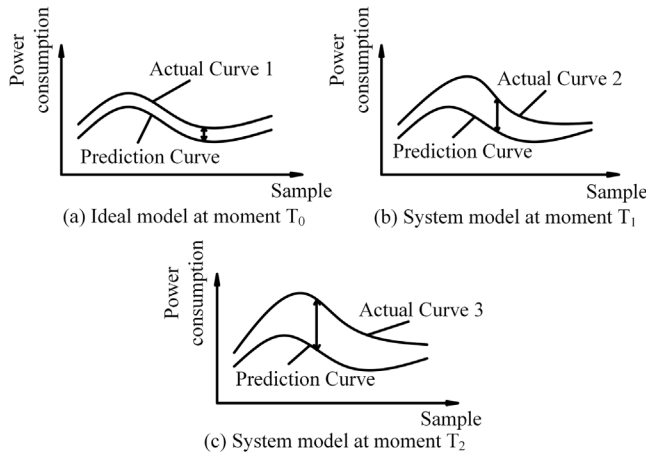 Power
consumption
Actual Curve 1
Prediction Curve
Sample
(a) Ideal model at moment T₀
Power
consumption
Actual Curve 2
Prediction Curve
Sample
(b) System model at moment T₁
Power
consumption
Actual Curve 3
Prediction Curve
Sample
(c) System model at moment T₂